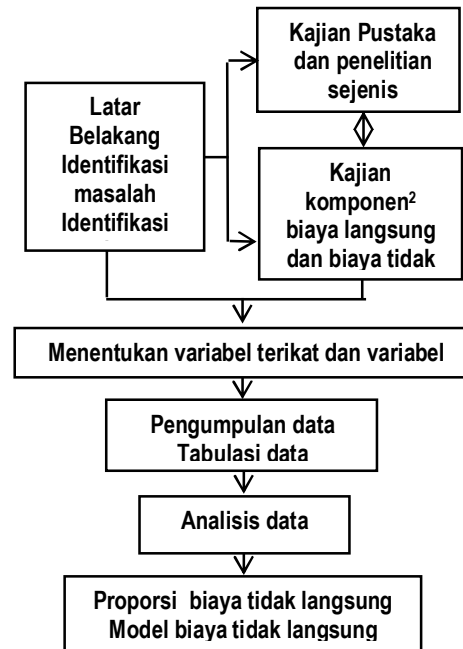 Latar
Belakang
Identifikasi
masalah
Identifikasi
Kajian Pustaka
dan penelitian
sejenis
Kajian
komponen²
biaya langsung
dan biaya tidak
Menentukan variabel terikat dan variabel
Pengumpulan data
Tabulasi data
Analisis data
Proporsi biaya tidak langsung
Model biaya tidak langsung